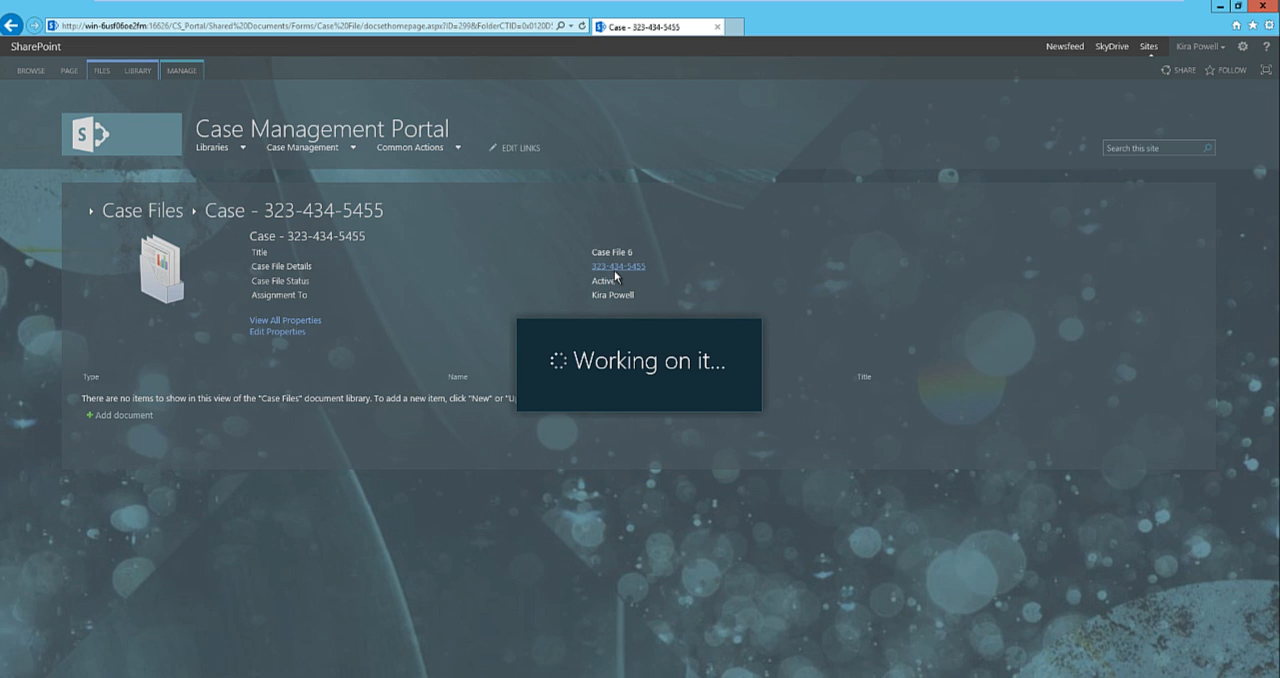 http://win-6usf06oe2fm:16626/CS_Portal/Shared%20Documents/Forms/Case%20File/docsethomepage.aspx?ID=299&FolderCTID=0x0120D
Case - 323-434-5455
SharePoint
Newsfeed SkyDrive Sites Kira Powell ?
BROWSE PAGE FILES LIBRARY MANAGE
SHARE FOLLOW
S
Case Management Portal
Libraries Case Management Common Actions EDIT LINKS
Search this site
Case Files Case - 323-434-5455
Case - 323-434-5455
Title Case File 6
Case File Details 323-434-5455
Case File Status Active
Assignment To Kira Powell
View All Properties
Edit Properties
Working on it...
Type Name Title
There are no items to show in this view of the "Case Files" document library. To add a new item, click "New" or "U
Add document